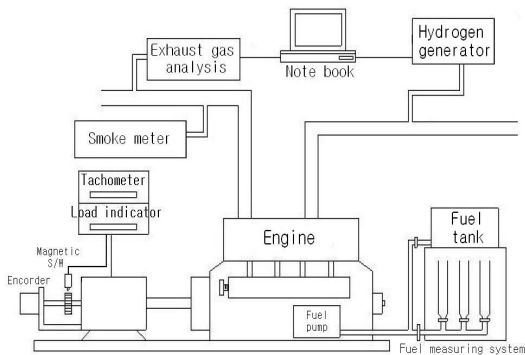 Exhaust gas
analysis
Note book
Hydrogen
generator
Smoke meter
Tachometer
Load indicator
Magnetic
S/W
Encorder
Engine
Fuel
pump
Fuel
tank
Fuel measuring system